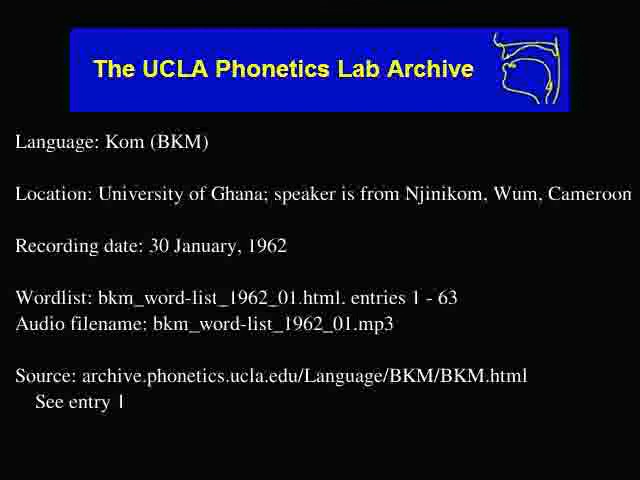 The UCLA Phonetics Lab Archive
Language: Kom (BKM)
Location: University of Ghana; speaker is from Njinikom, Wum, Cameroon
Recording date: 30 January, 1962
Wordlist: bkm_word-list_1962_01.html. entries 1 - 63
Audio filename: bkm_word-list_1962_01.mp3
Source: archive.phonetics.ucla.edu/Language/BKM/BKM.html
See entry 1